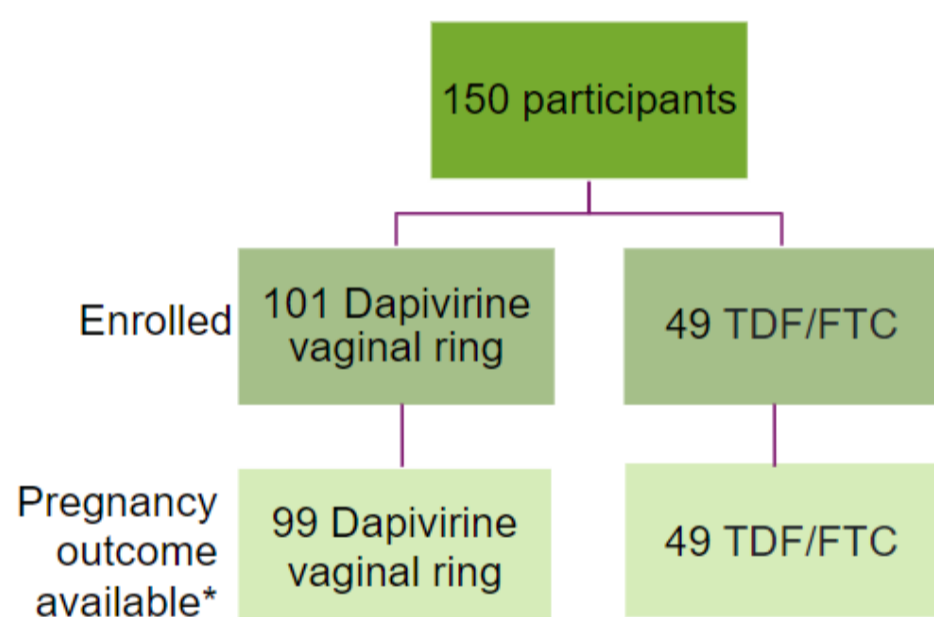 150 participants
Enrolled
101 Dapivirine
vaginal ring
49 TDF/FTC
Pregnancy
outcome
available*
99 Dapivirine
vaginal ring
49 TDF/FTC